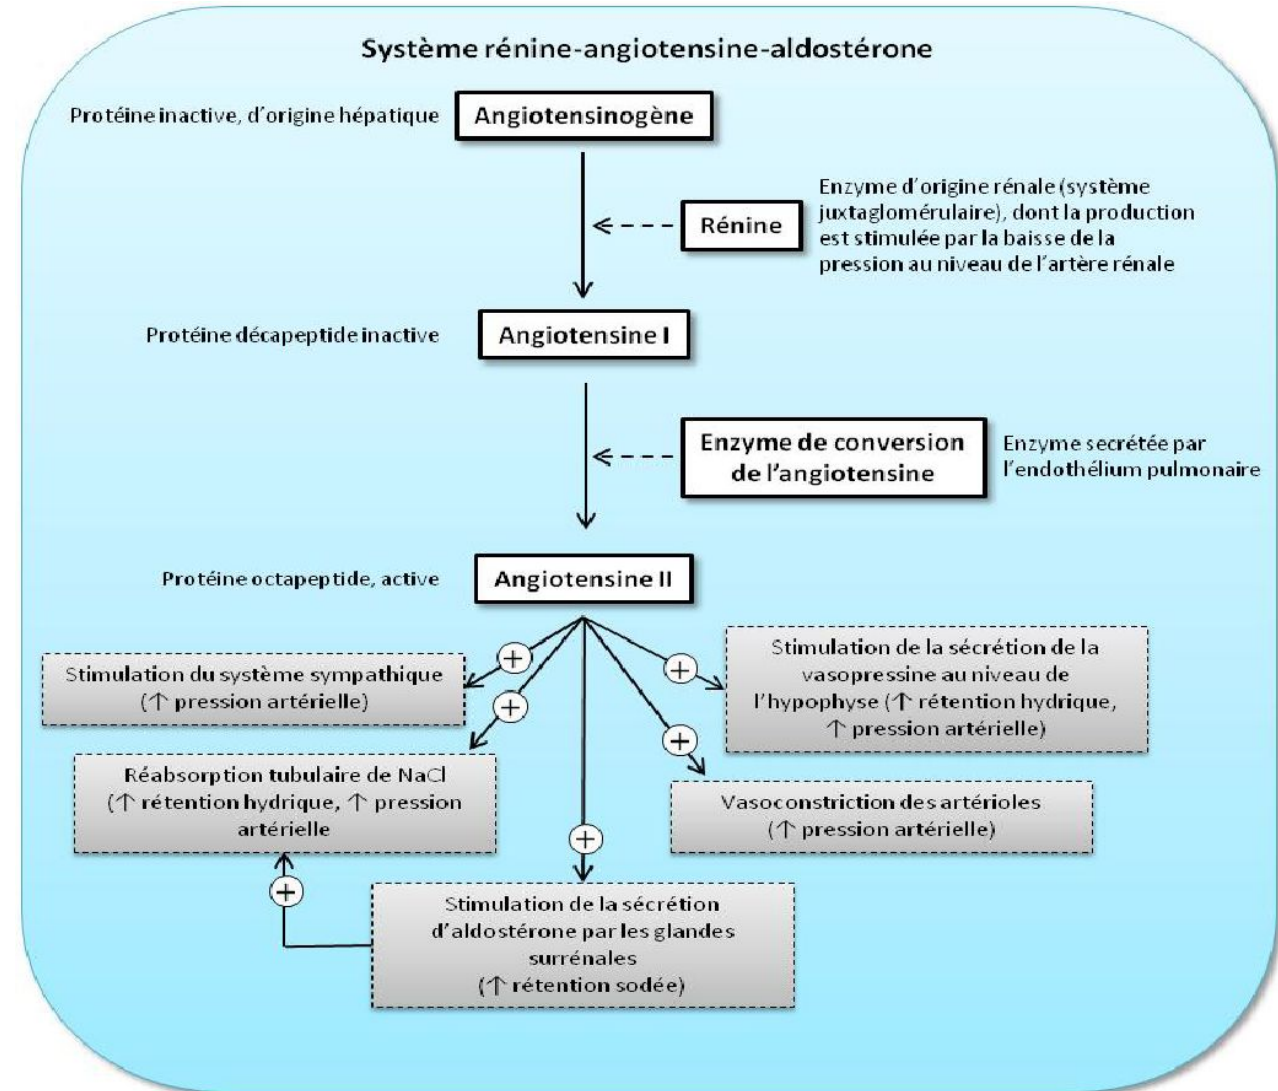 Système rénine-angiotensine-aldostérone
Protéine inactive, d'origine hépatique
Angiotensinogène
Enzyme d'origine rénale (système
juxtaglomérulaire), dont la production
est stimulée par la baisse de la
pression au niveau de l'artère rénale
Rénine
Protéine décapeptide inactive
Angiotensine I
Enzyme de conversion
de l'angiotensine
Enzyme secrétée par
l'endothélium pulmonaire
Protéine octapeptide, active
Angiotensine II
+
+
+
+
+
Stimulation du système sympathique
(↑ pression artérielle)
Stimulation de la sécrétion de la
vasopressine au niveau de
l'hypophyse (↑ rétention hydrique,
↑ pression artérielle)
Réabsorption tubulaire de NaCl
(↑ rétention hydrique, ↑ pression
artérielle
Vasoconstriction des artérioles
(↑ pression artérielle)
+
Stimulation de la sécrétion
d'aldostérone par les glandes
surrénales
(↑ rétention sodée)